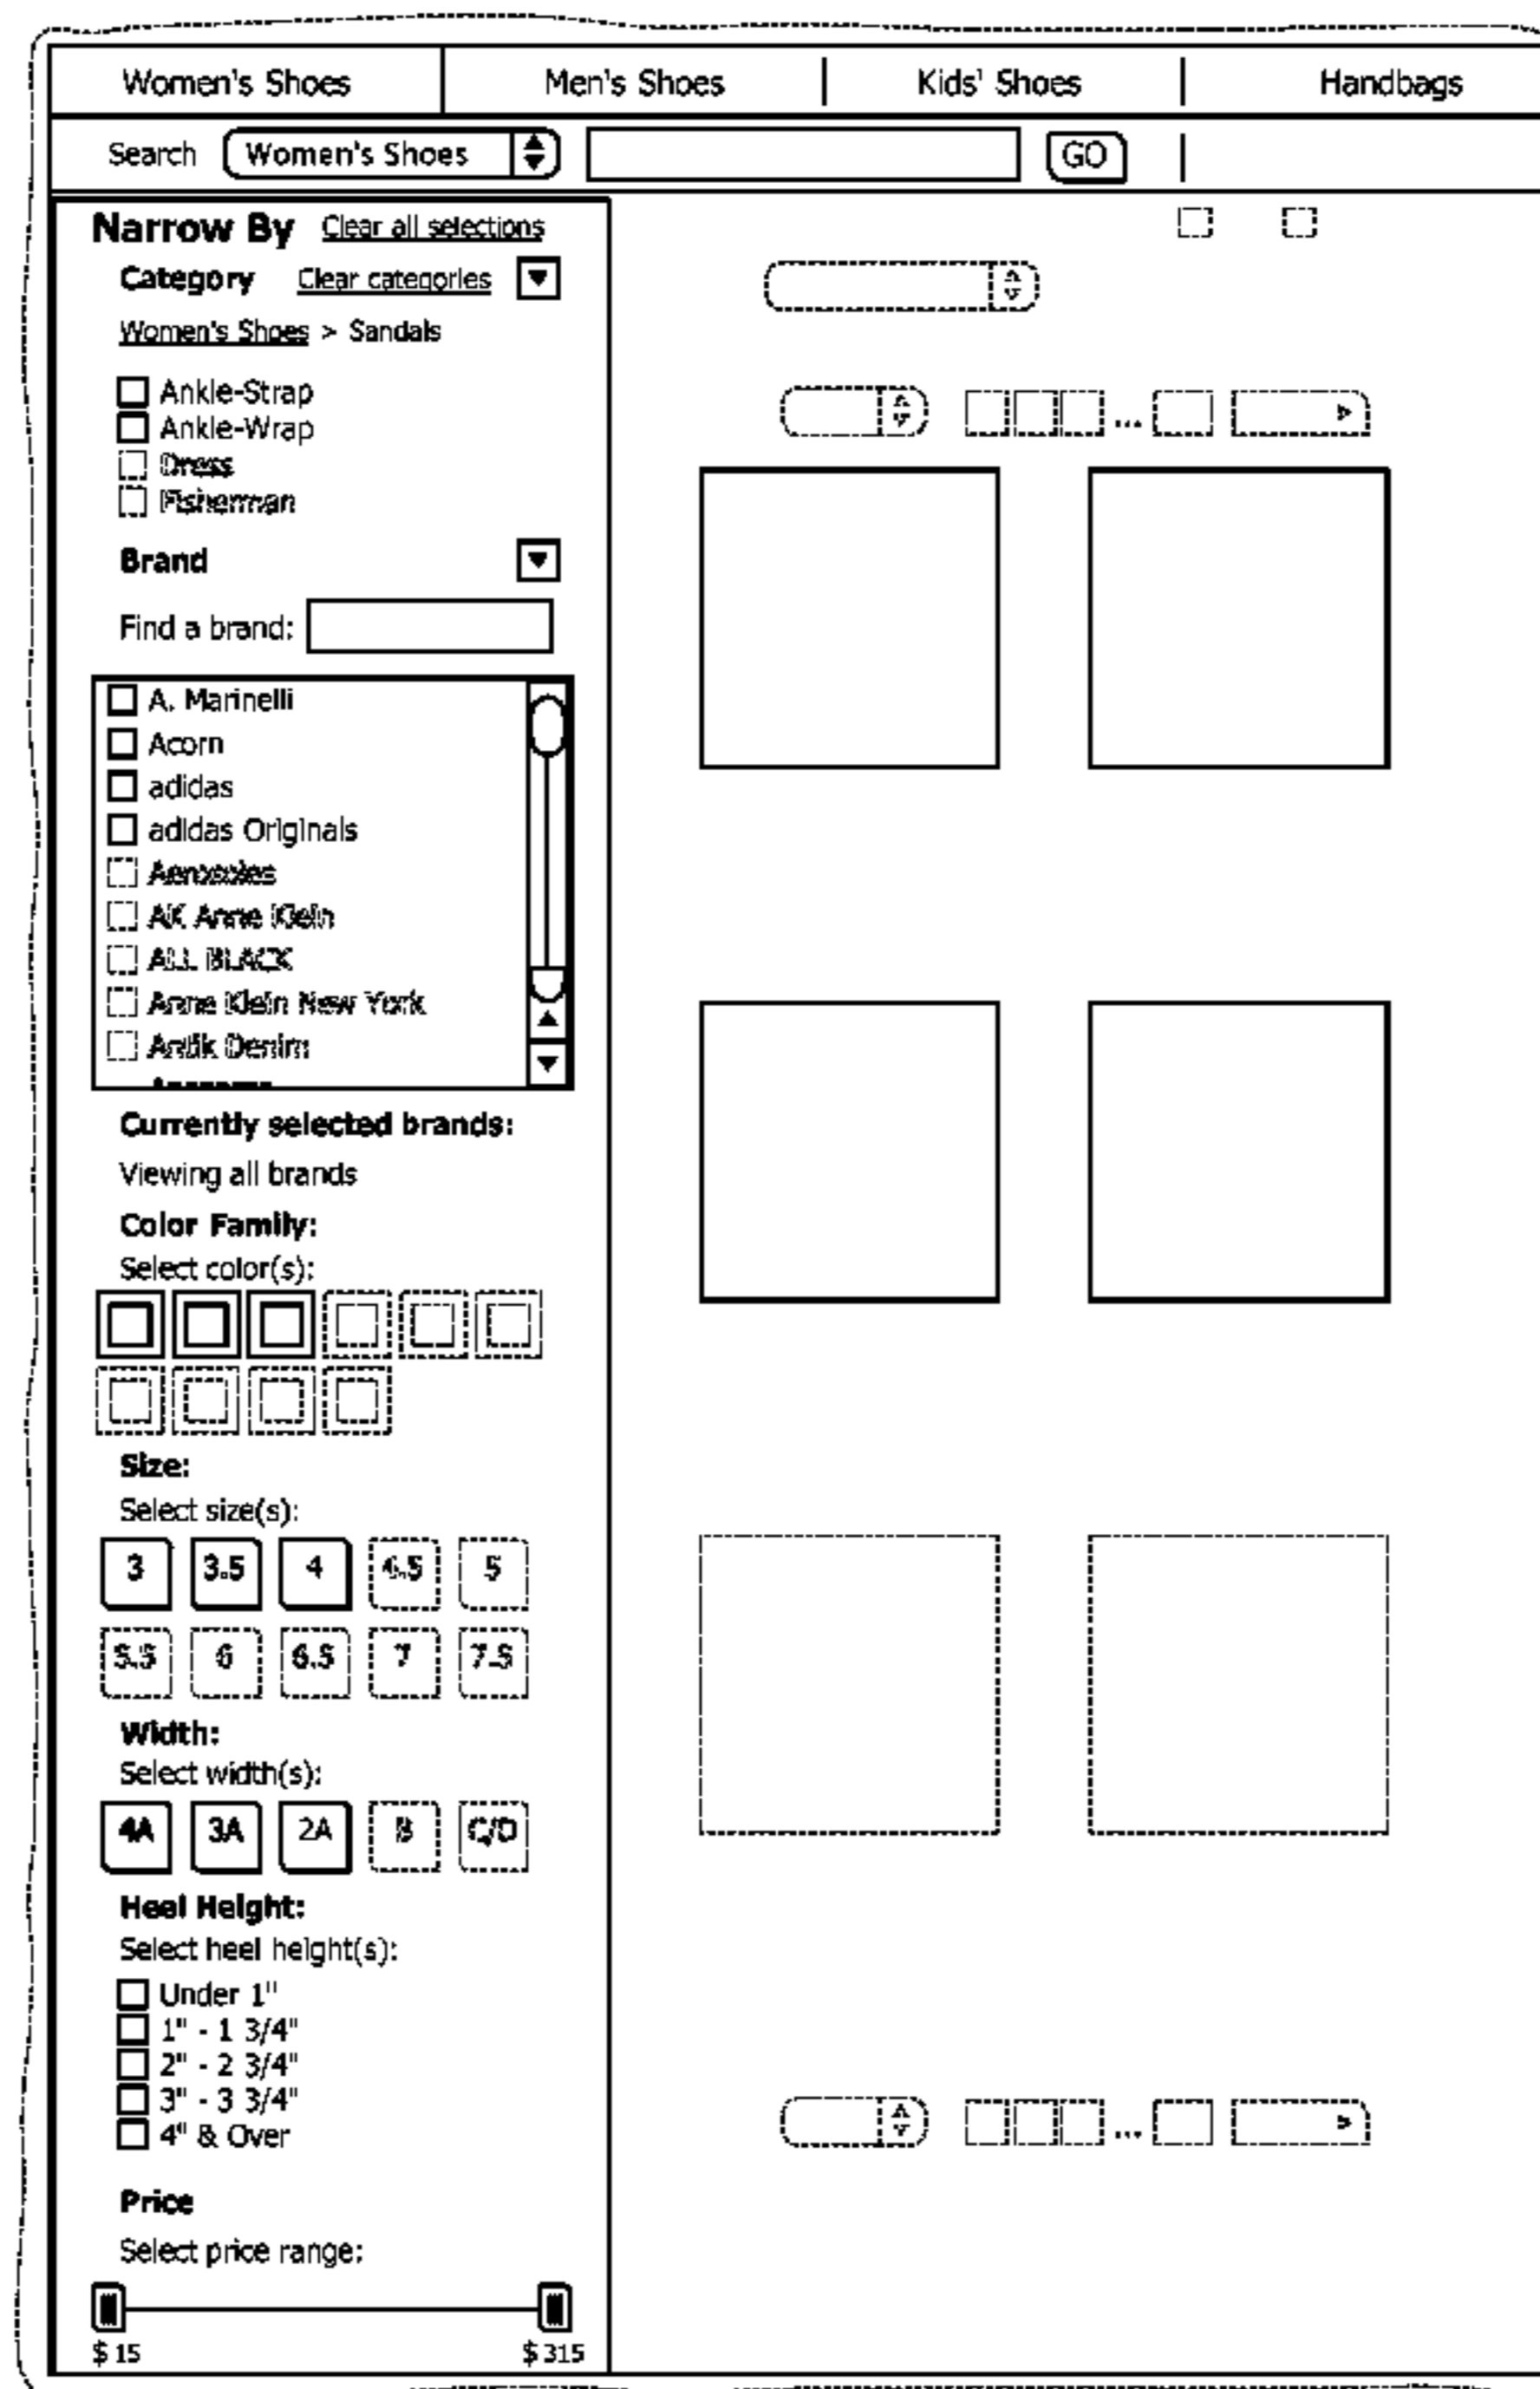 Women's Shoes Men's Shoes Kids' Shoes Handbags
Search Women's Shoes GO
Narrow By Clear all selections
Category Clear categories
Women's Shoes > Sandals
Ankle-Strap
Ankle-Wrap
Dress
Fisherman
Brand
Find a brand:
A. Marinelli
Acorn
adidas
adidas Originals
Aerosoles
AK Anne Klein
ALL BLACK
Anne Klein New York
Antik Denim
Currently selected brands:
Viewing all brands
Color Family:
Select color(s):
Size:
Select size(s):
3 3.5 4 4.5 5
5.5 6 6.5 7 7.5
Width:
Select width(s):
4A 3A 2A B C/D
Heel Height:
Select heel height(s):
Under 1"
1" - 1 3/4"
2" - 2 3/4"
3" - 3 3/4"
4" & Over
Price
Select price range:
$ 15 $ 315
...
...